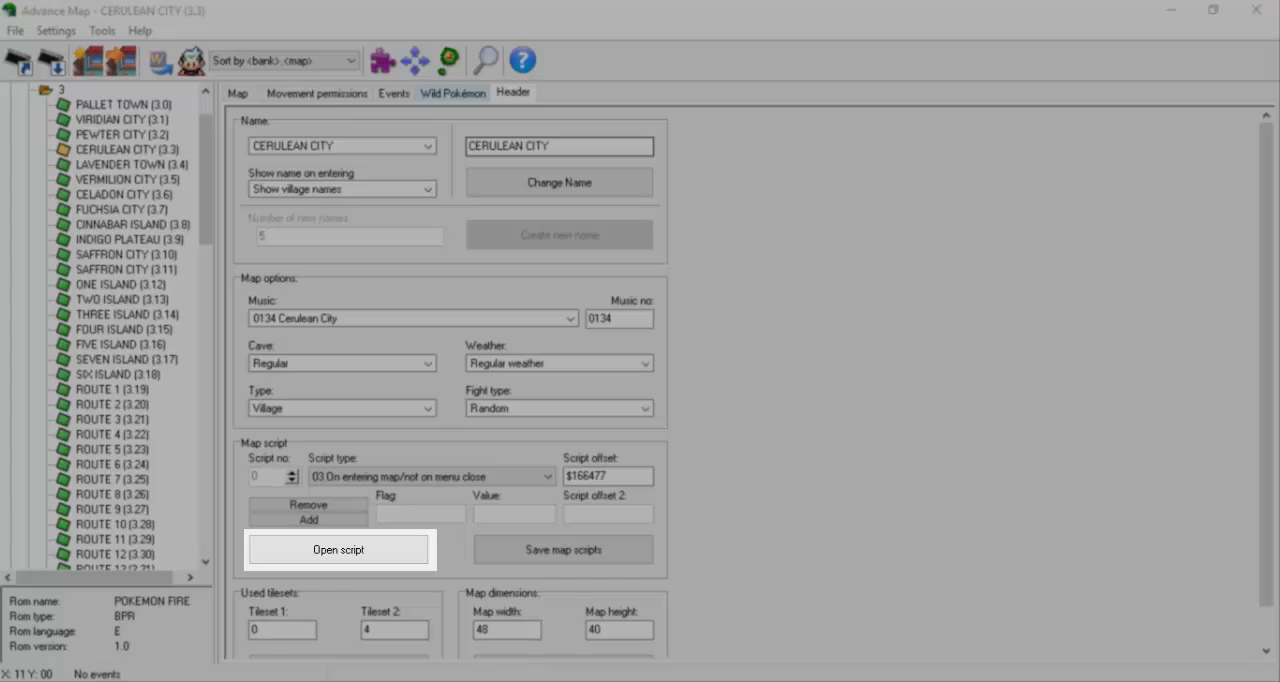 Advance Map - CERULEAN CITY (3.3)
File Settings Tools Help
Sort by <bank>,<map>
3
PALLET TOWN (3.0)
VIRIDIAN CITY (3.1)
PEWTER CITY (3.2)
CERULEAN CITY (3.3)
LAVENDER TOWN (3.4)
VERMILION CITY (3.5)
CELADON CITY (3.6)
FUCHSIA CITY (3.7)
CINNABAR ISLAND (3.8)
INDIGO PLATEAU (3.9)
SAFFRON CITY (3.10)
SAFFRON CITY (3.11)
ONE ISLAND (3.12)
TWO ISLAND (3.13)
THREE ISLAND (3.14)
FOUR ISLAND (3.15)
FIVE ISLAND (3.16)
SEVEN ISLAND (3.17)
SIX ISLAND (3.18)
ROUTE 1 (3.19)
ROUTE 2 (3.20)
ROUTE 3 (3.21)
ROUTE 4 (3.22)
ROUTE 5 (3.23)
ROUTE 6 (3.24)
ROUTE 7 (3.25)
ROUTE 8 (3.26)
ROUTE 9 (3.27)
ROUTE 10 (3.28)
ROUTE 11 (3.29)
ROUTE 12 (3.30)
Rom name: POKEMON FIRE
Rom type: BPR
Rom language: E
Rom version: 1.0
X: 11 Y: 00 No events
Map Movement permissions Events Wild Pokémon Header
Name:
CERULEAN CITY CERULEAN CITY
Show name on entering
Show village names
Change Name
Number of new names
5
Create new name
Map options:
Music: Music no:
0134 Cerulean City 0134
Cave: Weather:
Regular Regular weather
Type: Fight type:
Village Random
Map script
Script no: Script type: Script offset:
0 03 On entering map/not on menu close $166477
Remove Flag: Value: Script offset 2:
Add
Open script Save map scripts
Used tilesets: Map dimensions:
Tileset 1: Tileset 2: Map width: Map height:
0 4 48 40